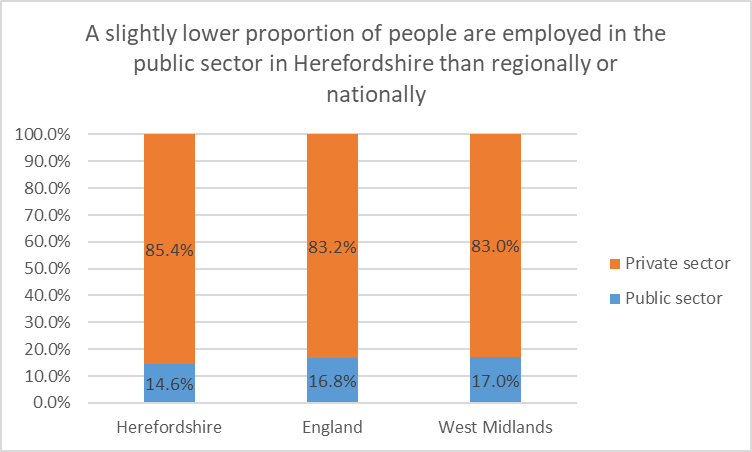 A slightly lower proportion of people are employed in the
public sector in Herefordshire than regionally or
nationally
100.0%
90.0%
80.0%
70.0%
60.0%
50.0%
40.0%
30.0%
20.0%
10.0%
0.0%
85.4%
83.2%
83.0%
14.6%
16.8%
17.0%
Herefordshire
England
West Midlands
Private sector
Public sector